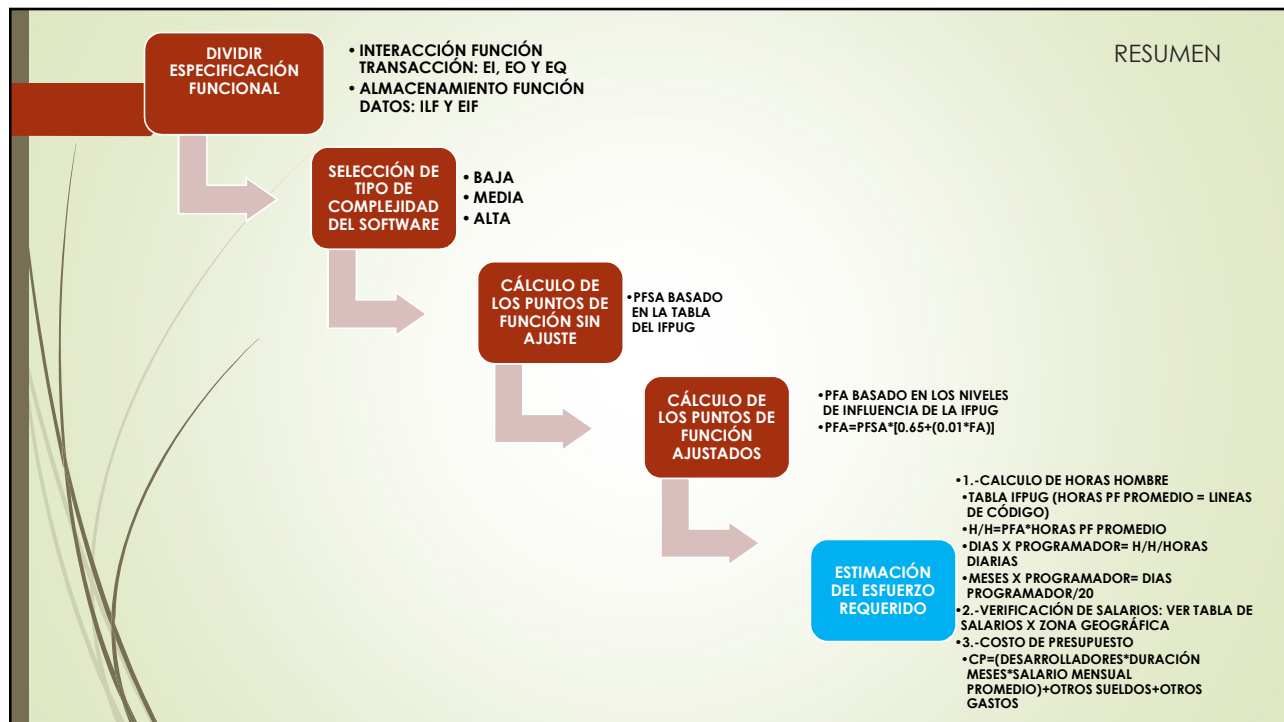 RESUMEN
DIVIDIR
ESPECIFICACIÓN
FUNCIONAL
• INTERACCIÓN FUNCIÓN
TRANSACCIÓN: EI, EO Y EQ
• ALMACENAMIENTO FUNCIÓN
DATOS: ILF Y EIF
SELECCIÓN DE
TIPO DE
COMPLEJIDAD
DEL SOFTWARE
• BAJA
• MEDIA
• ALTA
CÁLCULO DE
LOS PUNTOS DE
FUNCIÓN SIN
AJUSTE
•PFSA BASADO
EN LA TABLA
DEL IFPUG
CÁLCULO DE
LOS PUNTOS DE
FUNCIÓN
AJUSTADOS
•PFA BASADO EN LOS NIVELES
DE INFLUENCIA DE LA IFPUG
•PFA=PFSA*[0.65+(0.01*FA)]
ESTIMACIÓN
DEL ESFUERZO
REQUERIDO
•1.-CALCULO DE HORAS HOMBRE
•TABLA IFPUG (HORAS PF PROMEDIO = LINEAS
DE CÓDIGO)
•H/H=PFA*HORAS PF PROMEDIO
•DIAS X PROGRAMADOR= H/H/HORAS
DIARIAS
•MESES X PROGRAMADOR= DIAS
PROGRAMADOR/20
•2.-VERIFICACIÓN DE SALARIOS: VER TABLA DE
SALARIOS X ZONA GEOGRÁFICA
•3.-COSTO DE PRESUPUESTO
•CP=(DESARROLLADORES*DURACIÓN
MESES*SALARIO MENSUAL
PROMEDIO)+OTROS SUELDOS+OTROS
GASTOS